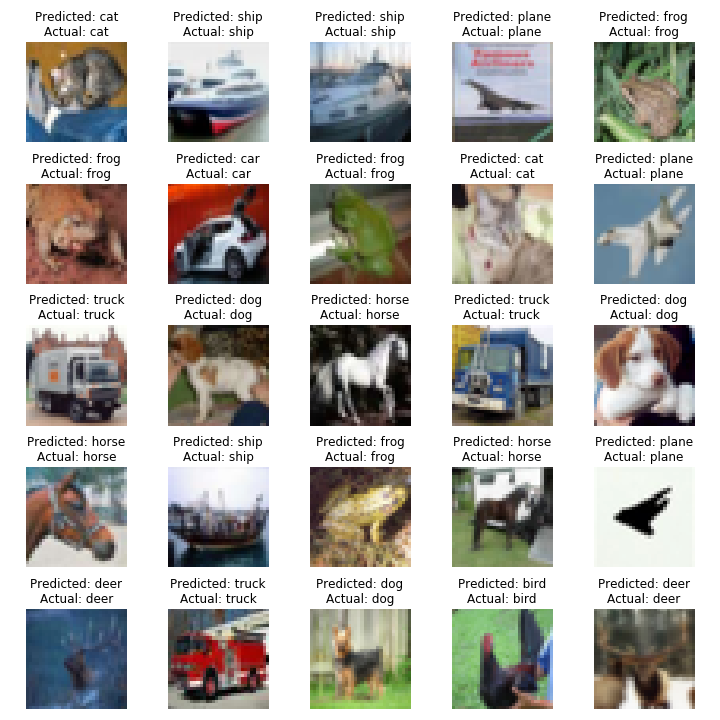 Predicted: cat
Actual: cat
Predicted: ship
Actual: ship
Predicted: ship
Actual: ship
Predicted: plane
Actual: plane
Predicted: frog
Actual: frog
Predicted: frog
Actual: frog
Predicted: car
Actual: car
Predicted: frog
Actual: frog
Predicted: cat
Actual: cat
Predicted: plane
Actual: plane
Predicted: truck
Actual: truck
Predicted: dog
Actual: dog
Predicted: horse
Actual: horse
Predicted: truck
Actual: truck
Predicted: dog
Actual: dog
Predicted: horse
Actual: horse
Predicted: ship
Actual: ship
Predicted: frog
Actual: frog
Predicted: horse
Actual: horse
Predicted: plane
Actual: plane
Predicted: deer
Actual: deer
Predicted: truck
Actual: truck
Predicted: dog
Actual: dog
Predicted: bird
Actual: bird
Predicted: deer
Actual: deer